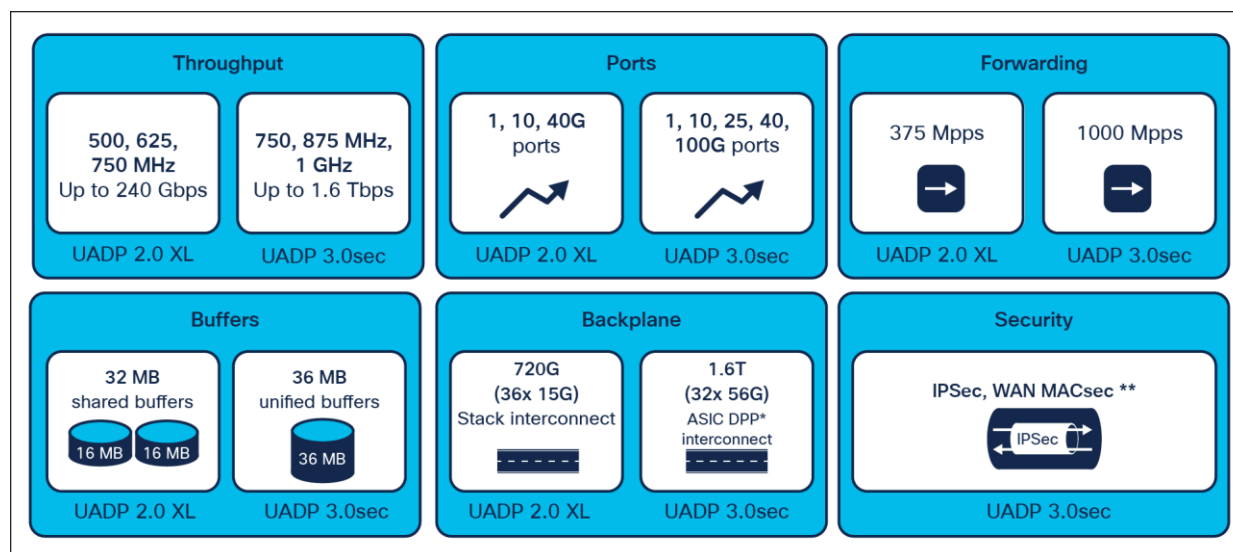 Throughput
500, 625,
750 MHz
Up to 240 Gbps
UADP 2.0 XL
750, 875 MHz,
1 GHz
Up to 1.6 Tbps
UADP 3.0sec
Ports
1, 10, 40G
ports
UADP 2.0 XL
1, 10, 25, 40,
100G ports
UADP 3.0sec
Forwarding
375 Mpps
UADP 2.0 XL
1000 Mpps
UADP 3.0sec
Buffers
32 MB
shared buffers
16 MB
16 MB
UADP 2.0 XL
36 MB
unified buffers
36 MB
UADP 3.0sec
Backplane
720G
(36x 15G)
Stack interconnect
UADP 2.0 XL
1.6T
(32x 56G)
ASIC DPP*
interconnect
UADP 3.0sec
Security
IPSec, WAN MACsec **
IPSec
UADP 3.0sec